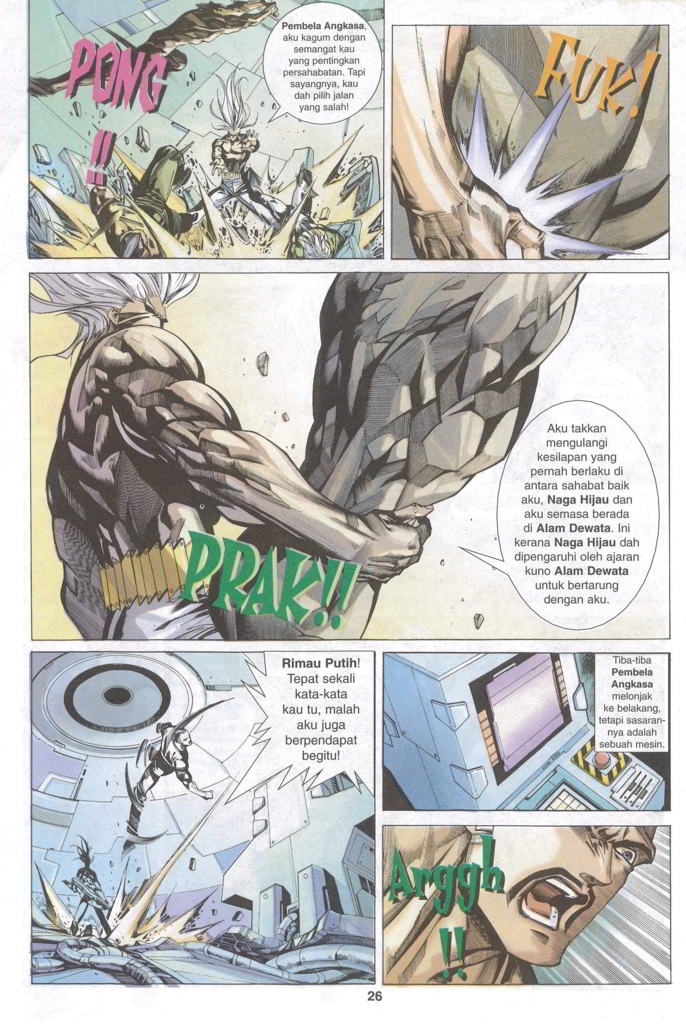 Pembela Angkasa,
aku kagum dengan
semangat kau
yang pentingkan
persahabatan. Tapi
sayangnya, kau
dah pilih jalan
yang salah!
PONG
!!
FUK!
Aku takkan
mengulangi
kesilapan yang
pernah berlaku di
antara sahabat baik
aku, Naga Hijau dan
aku semasa berada
di Alam Dewata. Ini
kerana Naga Hijau dah
dipengaruhi oleh ajaran
kuno Alam Dewata
untuk bertarung
dengan aku.
PRAK!!
Rimau Putih!
Tepat sekali
kata-kata
kau tu, malah
aku juga
berpendapat
begitu!
Tiba-tiba
Pembela
Angkasa
melonjak
ke belakang,
tetapi sasaran-
nya adalah
sebuah mesin.
Arggh
!!
26